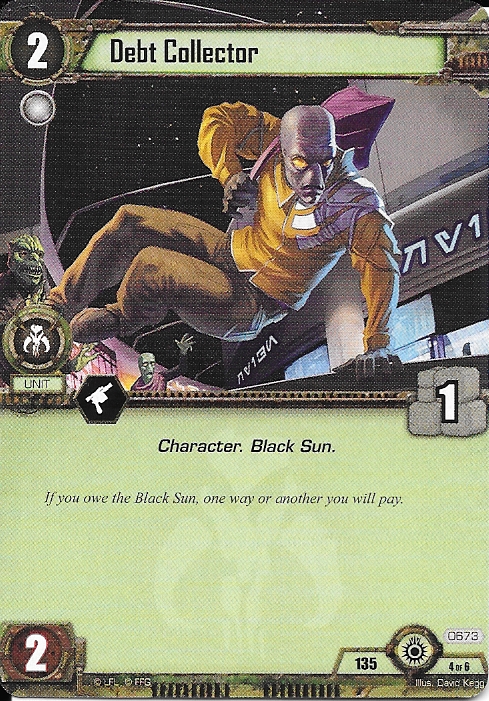 2
Debt Collector
UNIT
1
Character. Black Sun.
If you owe the Black Sun, one way or another you will pay.
2
0673
135
4 OF 6
© LFL © FFG
Illus. David Kegg